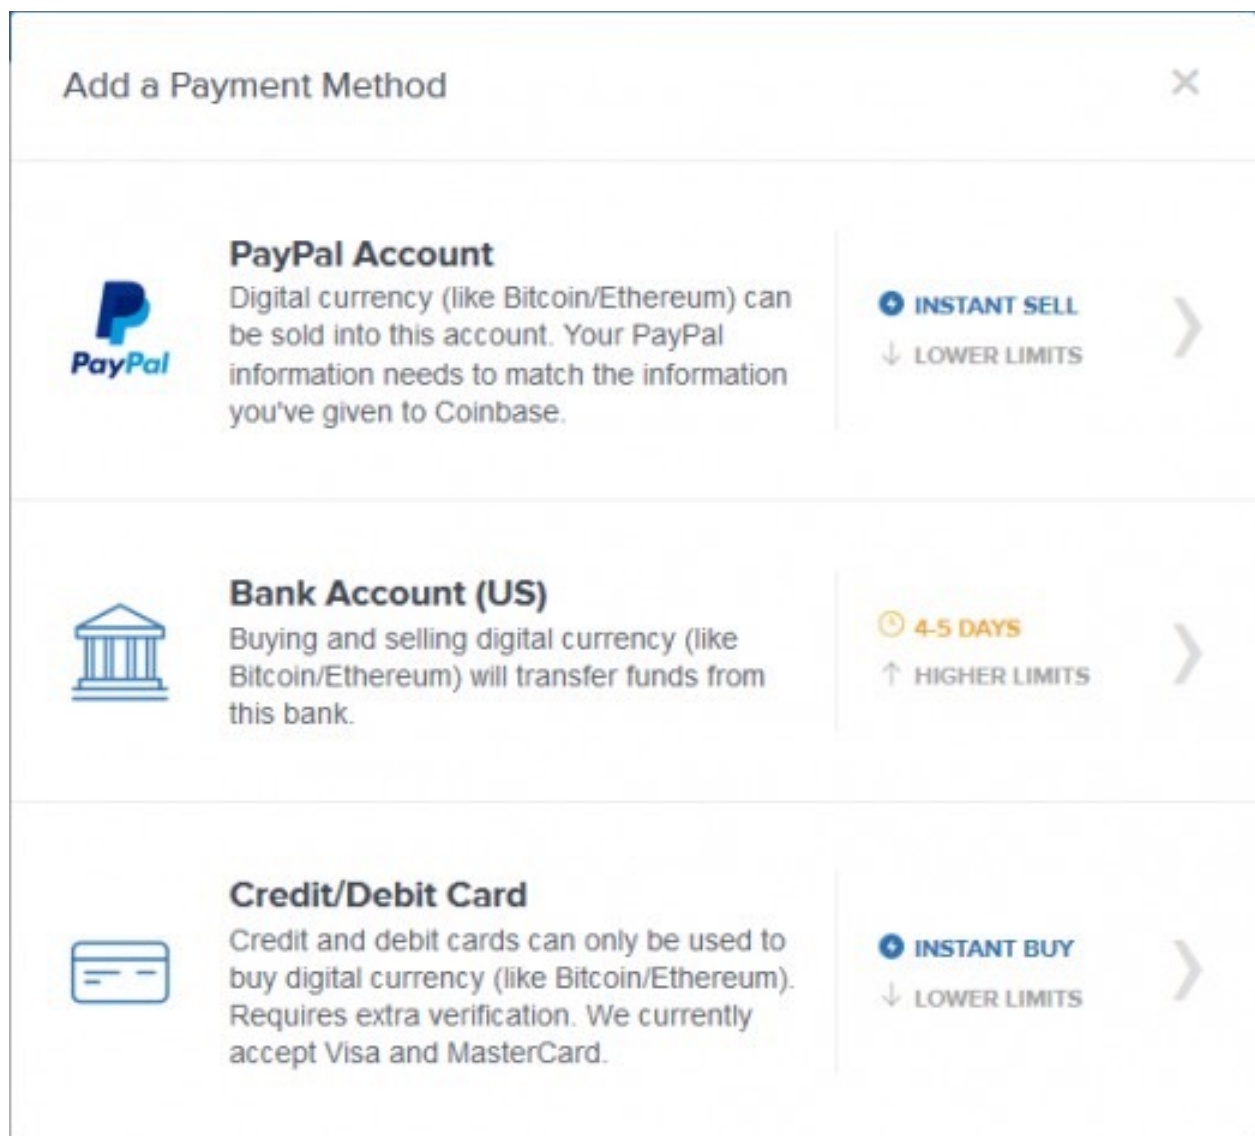 Add a Payment Method
PayPal
PayPal Account
Digital currency (like Bitcoin/Ethereum) can
be sold into this account. Your PayPal
information needs to match the information
you've given to Coinbase.
INSTANT SELL
LOWER LIMITS
Bank Account (US)
Buying and selling digital currency (like
Bitcoin/Ethereum) will transfer funds from
this bank.
4-5 DAYS
HIGHER LIMITS
Credit/Debit Card
Credit and debit cards can only be used to
buy digital currency (like Bitcoin/Ethereum).
Requires extra verification. We currently
accept Visa and MasterCard.
INSTANT BUY
LOWER LIMITS